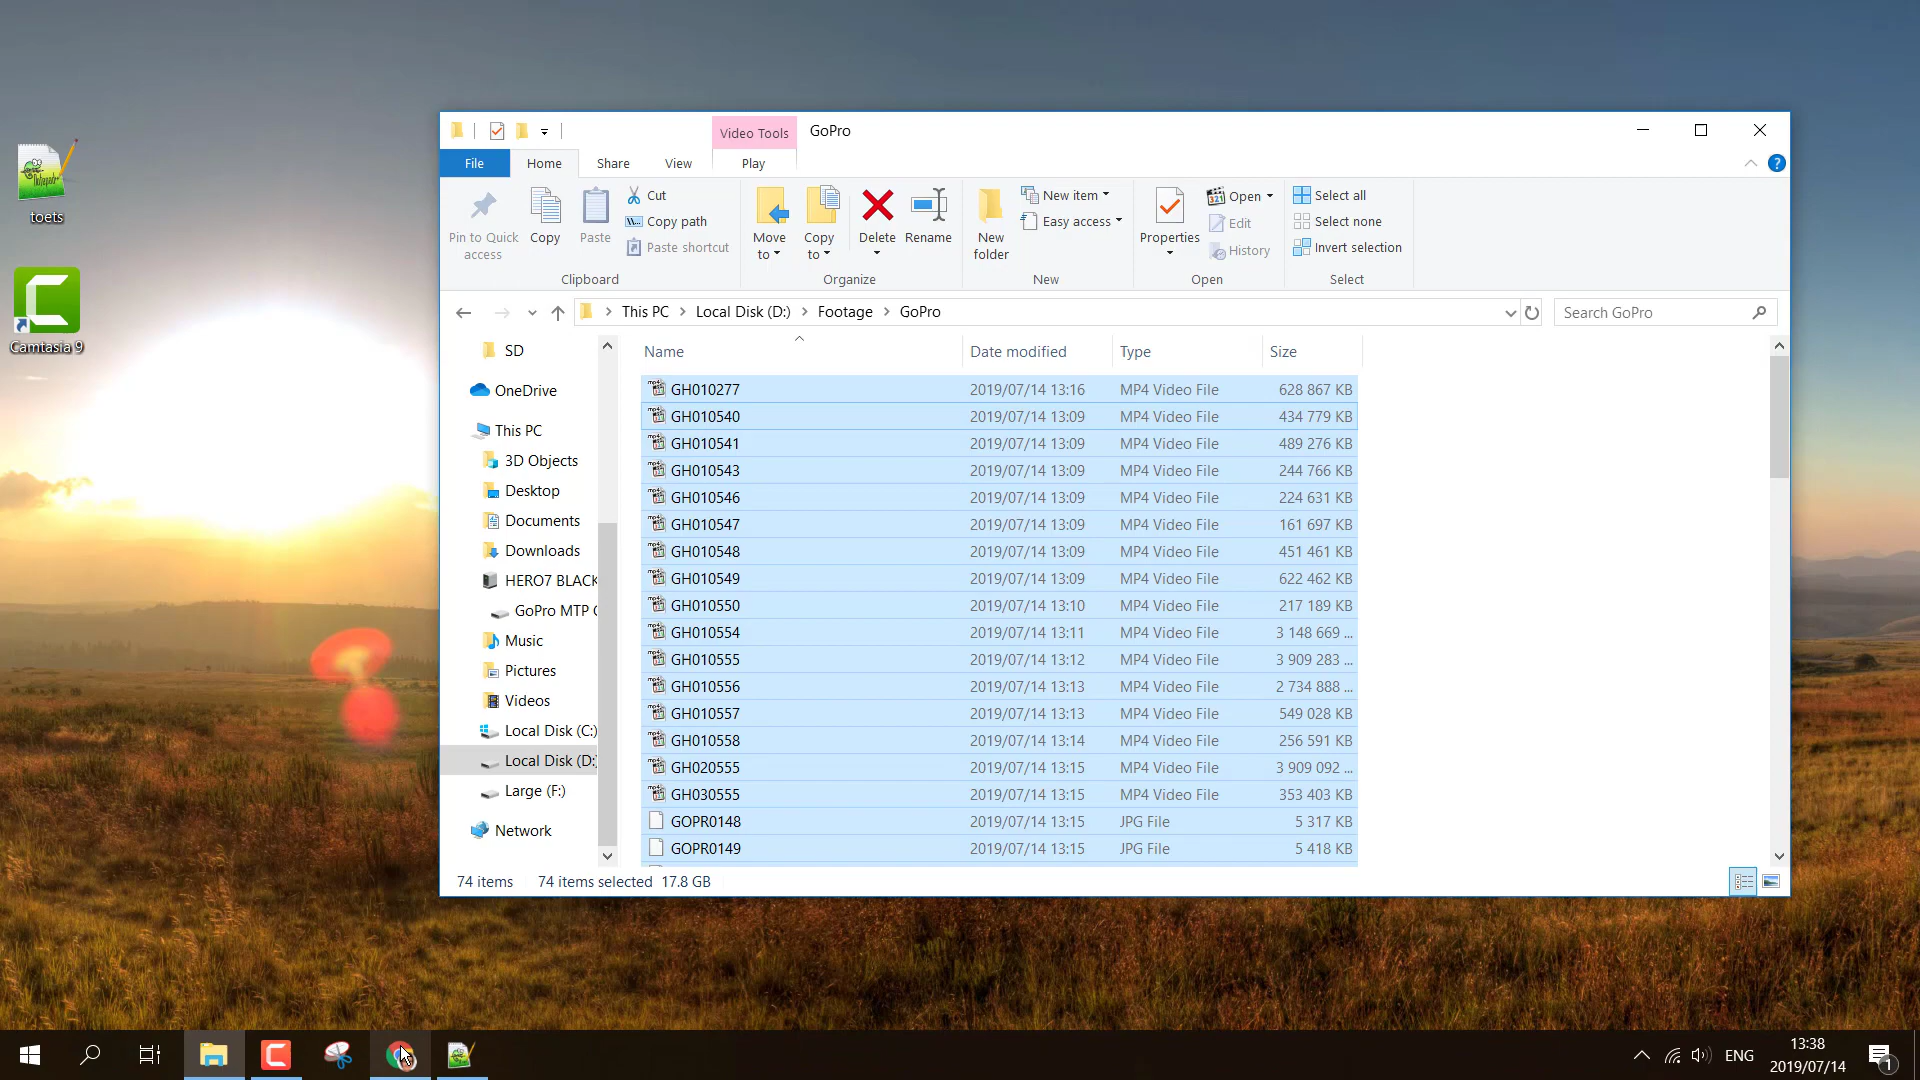 toets
Camtasia 9
Video Tools
GoPro
File
Home
Share
View
Play
Pin to Quick access
Copy
Paste
Cut
Copy path
Paste shortcut
Clipboard
Move to
Copy to
Delete
Rename
Organize
New folder
New item
Easy access
New
Properties
Open
Edit
History
Open
Select all
Select none
Invert selection
Select
This PC > Local Disk (D:) > Footage > GoPro
Search GoPro
SD
OneDrive
This PC
3D Objects
Desktop
Documents
Downloads
HERO7 BLACK
GoPro MTP C
Music
Pictures
Videos
Local Disk (C:)
Local Disk (D:)
Large (F:)
Network
Name Date modified Type Size
GH010277 2019/07/14 13:16 MP4 Video File 628 867 KB
GH010540 2019/07/14 13:09 MP4 Video File 434 779 KB
GH010541 2019/07/14 13:09 MP4 Video File 489 276 KB
GH010543 2019/07/14 13:09 MP4 Video File 244 766 KB
GH010546 2019/07/14 13:09 MP4 Video File 224 631 KB
GH010547 2019/07/14 13:09 MP4 Video File 161 697 KB
GH010548 2019/07/14 13:09 MP4 Video File 451 461 KB
GH010549 2019/07/14 13:09 MP4 Video File 622 462 KB
GH010550 2019/07/14 13:10 MP4 Video File 217 189 KB
GH010554 2019/07/14 13:11 MP4 Video File 3 148 669 ...
GH010555 2019/07/14 13:12 MP4 Video File 3 909 283 ...
GH010556 2019/07/14 13:13 MP4 Video File 2 734 888 ...
GH010557 2019/07/14 13:13 MP4 Video File 549 028 KB
GH010558 2019/07/14 13:14 MP4 Video File 256 591 KB
GH020555 2019/07/14 13:15 MP4 Video File 3 909 092 ...
GH030555 2019/07/14 13:15 MP4 Video File 353 403 KB
GOPR0148 2019/07/14 13:15 JPG File 5 317 KB
GOPR0149 2019/07/14 13:15 JPG File 5 418 KB
74 items 74 items selected 17.8 GB
ENG
13:38
2019/07/14
1